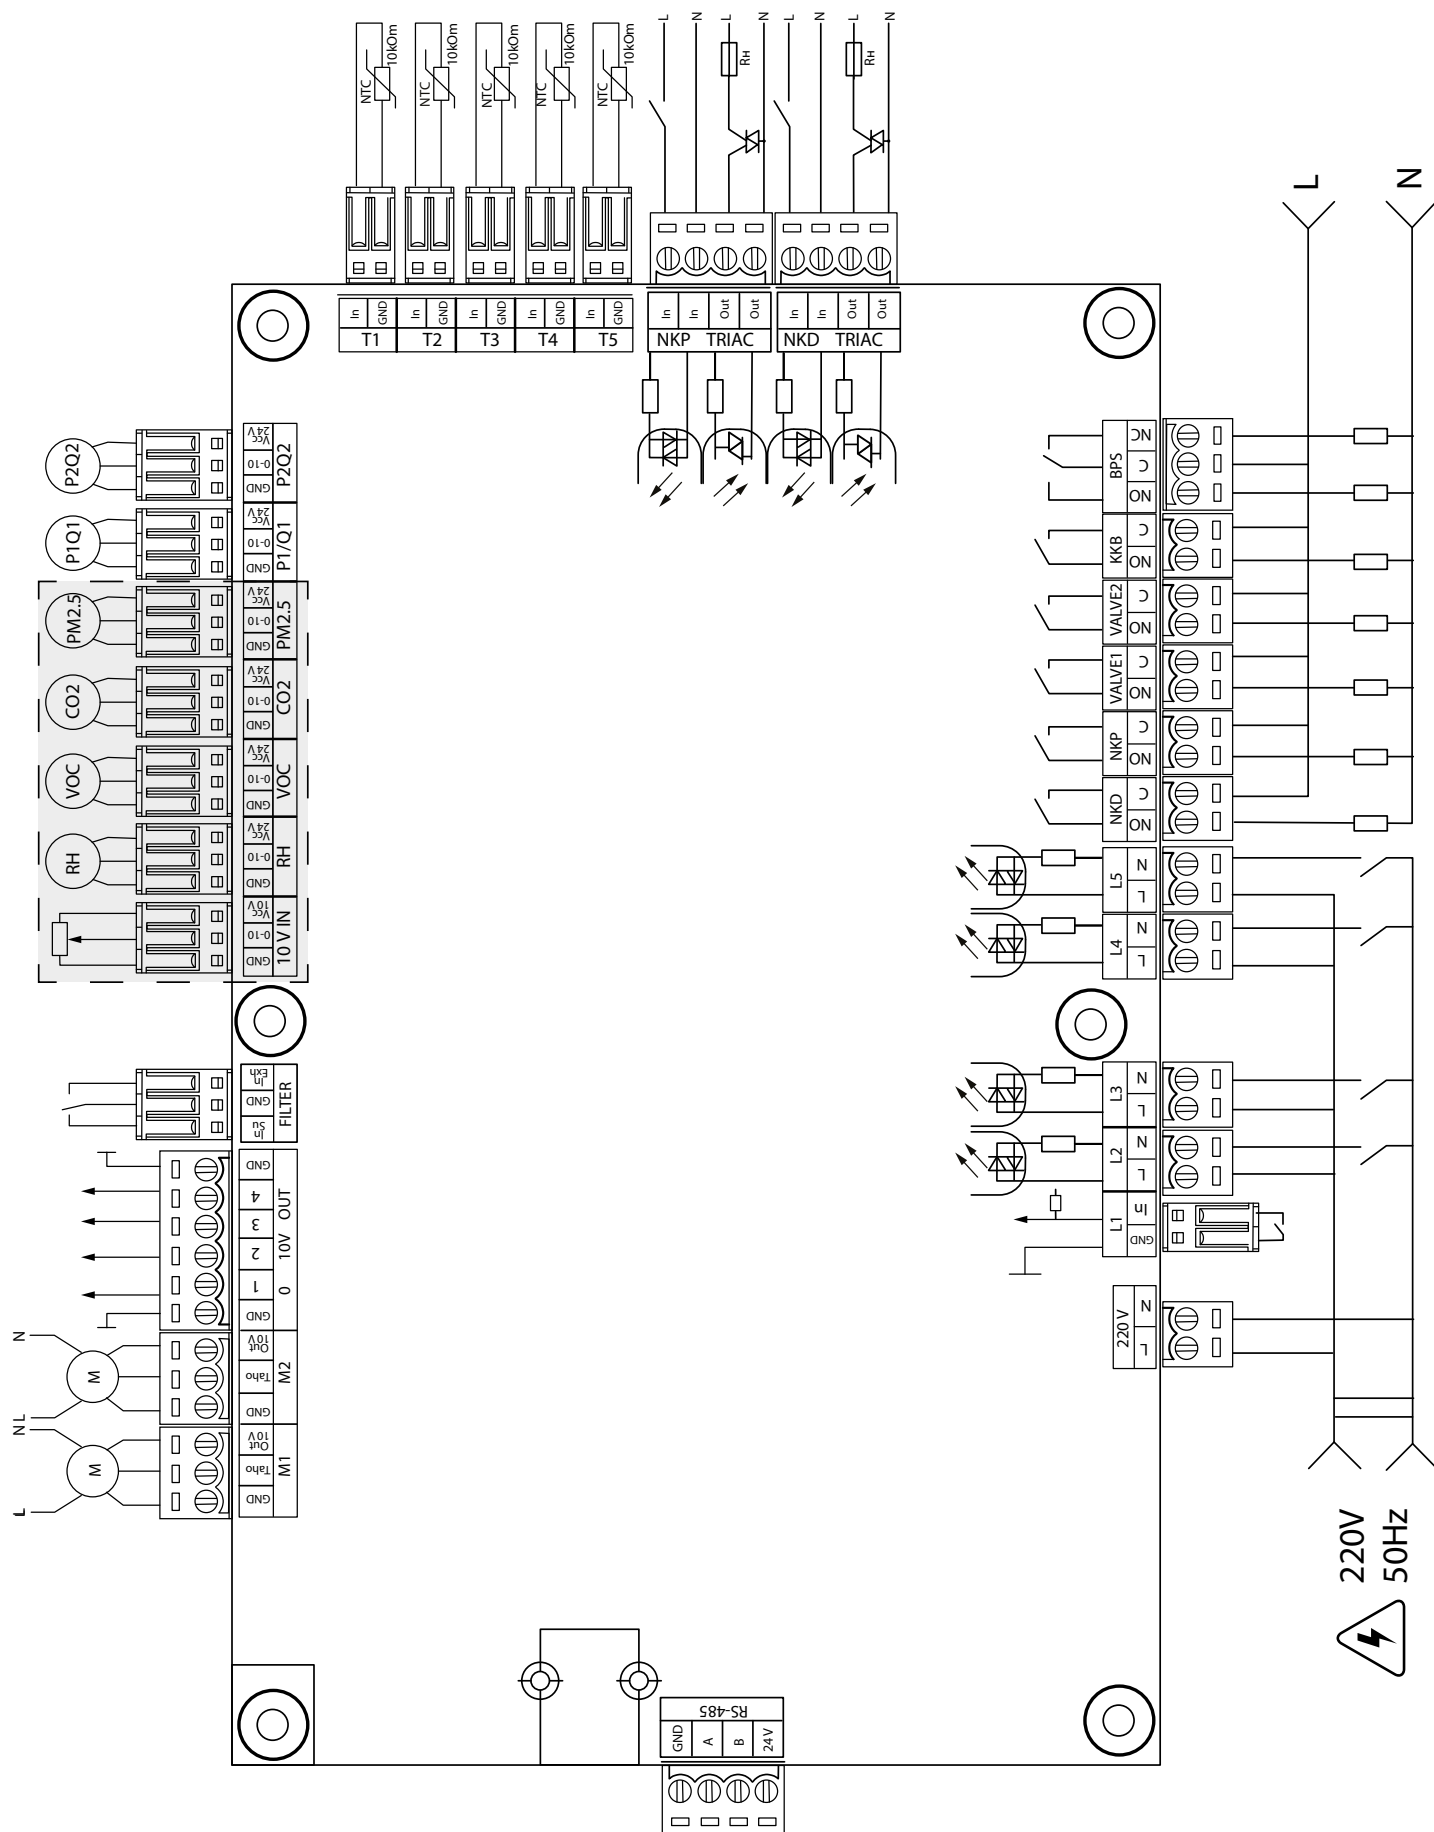 L N L N L N L N
10kOm 10kOm 10kOm 10kOm 10kOm
NTC NTC NTC NTC NTC
Rн Rн
L N
In GND In GND In GND In GND In GND
T1 T2 T3 T4 T5
In In Out Out In In Out Out
NKP TRIAC NKD TRIAC
P2Q2
Vcc 24V 0-10 GND
P2Q2
P1Q1
Vcc 24V 0-10 GND
P1/Q1
PM2.5
Vcc 24V 0-10 GND
PM2.5
CO2
Vcc 24V 0-10 GND
CO2
VOC
Vcc 24V 0-10 GND
VOC
RH
Vcc 24V 0-10 GND
RH
Vcc 10V 0-10 GND
10 V IN
In Exh GND In Su
FILTER
GND 4 3 2 1 GND
0 10V OUT
N
M
L
Out 10V Taho GND
M2
N
M
L
Out 10V Taho GND
M1
BPS
NC C NO
KKB
C NO
VALVE2
C NO
VALVE1
C NO
NKP
C NO
NKD
C NO
L5
N L
L4
N L
L3
N L
L2
N L
L1
In GND
220 V
N L
RS-485
GND A B 24V
220V
50Hz